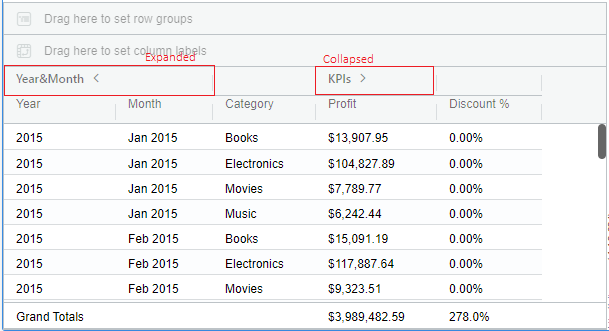 Drag here to set row groups
Drag here to set column labels
Expanded Collapsed
Year&Month < KPIs >
Year Month Category Profit Discount %
2015 Jan 2015 Books $13,907.95 0.00%
2015 Jan 2015 Electronics $104,827.89 0.00%
2015 Jan 2015 Movies $7,789.77 0.00%
2015 Jan 2015 Music $6,242.44 0.00%
2015 Feb 2015 Books $15,091.19 0.00%
2015 Feb 2015 Electronics $117,887.64 0.00%
2015 Feb 2015 Movies $9,323.51 0.00%
Grand Totals $3,989,482.59 278.0%